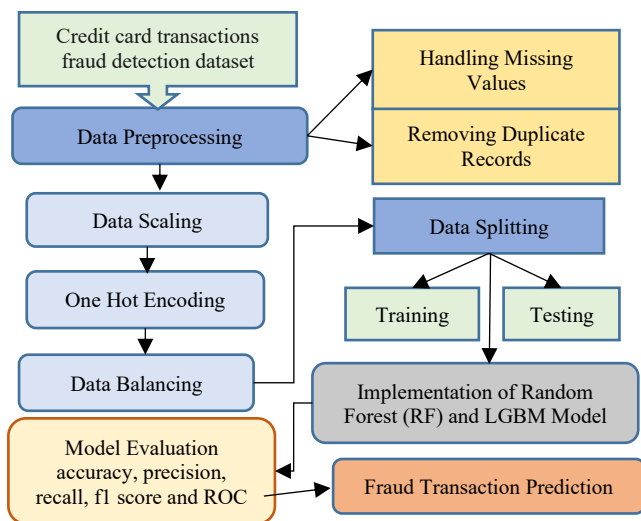 Credit card transactions
fraud detection dataset
Handling Missing
Values
Data Preprocessing
Removing Duplicate
Records
Data Scaling
Data Splitting
One Hot Encoding
Training
Testing
Data Balancing
Implementation of Random
Forest (RF) and LGBM Model
Model Evaluation
accuracy, precision,
recall, f1 score and ROC
Fraud Transaction Prediction